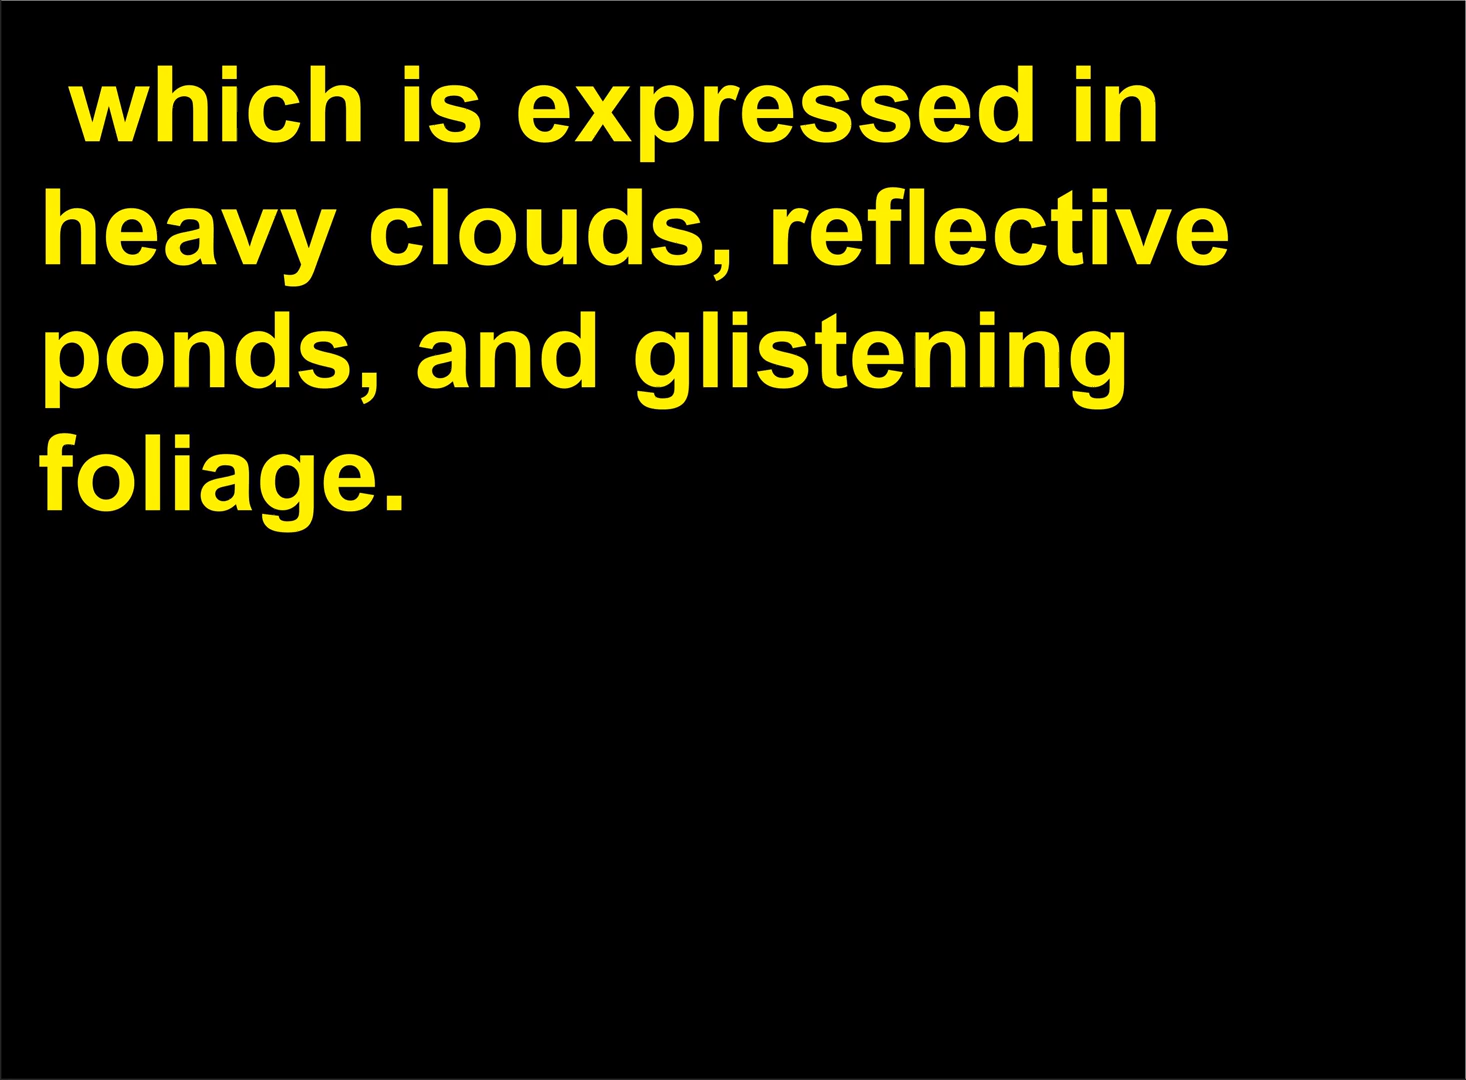 which is expressed in
heavy clouds, reflective
ponds, and glistening
foliage.